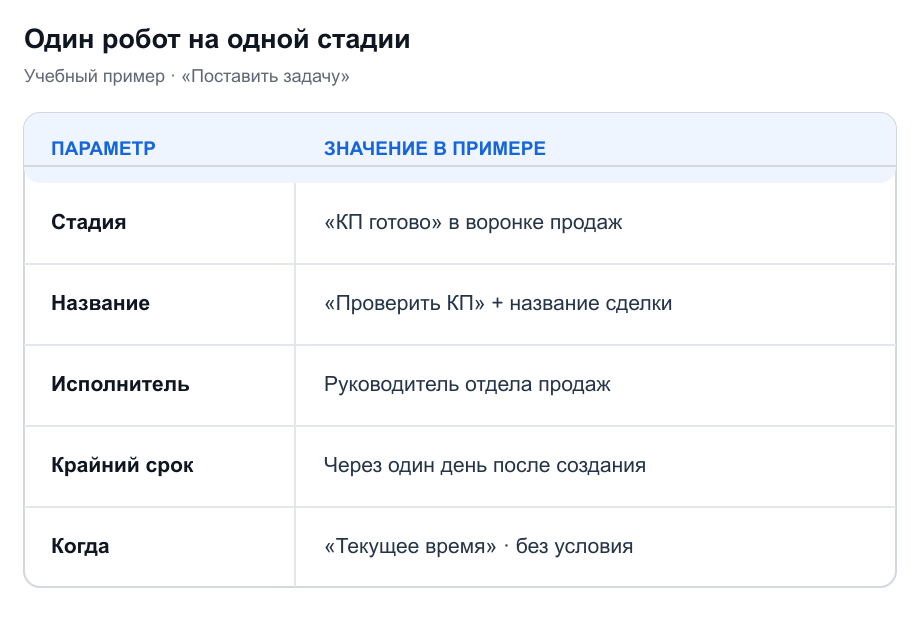 Один робот на одной стадии
Учебный пример · «Поставить задачу»
ПАРАМЕТР ЗНАЧЕНИЕ В ПРИМЕРЕ
Стадия «КП готово» в воронке продаж
Название «Проверить КП» + название сделки
Исполнитель Руководитель отдела продаж
Крайний срок Через один день после создания
Когда «Текущее время» · без условия